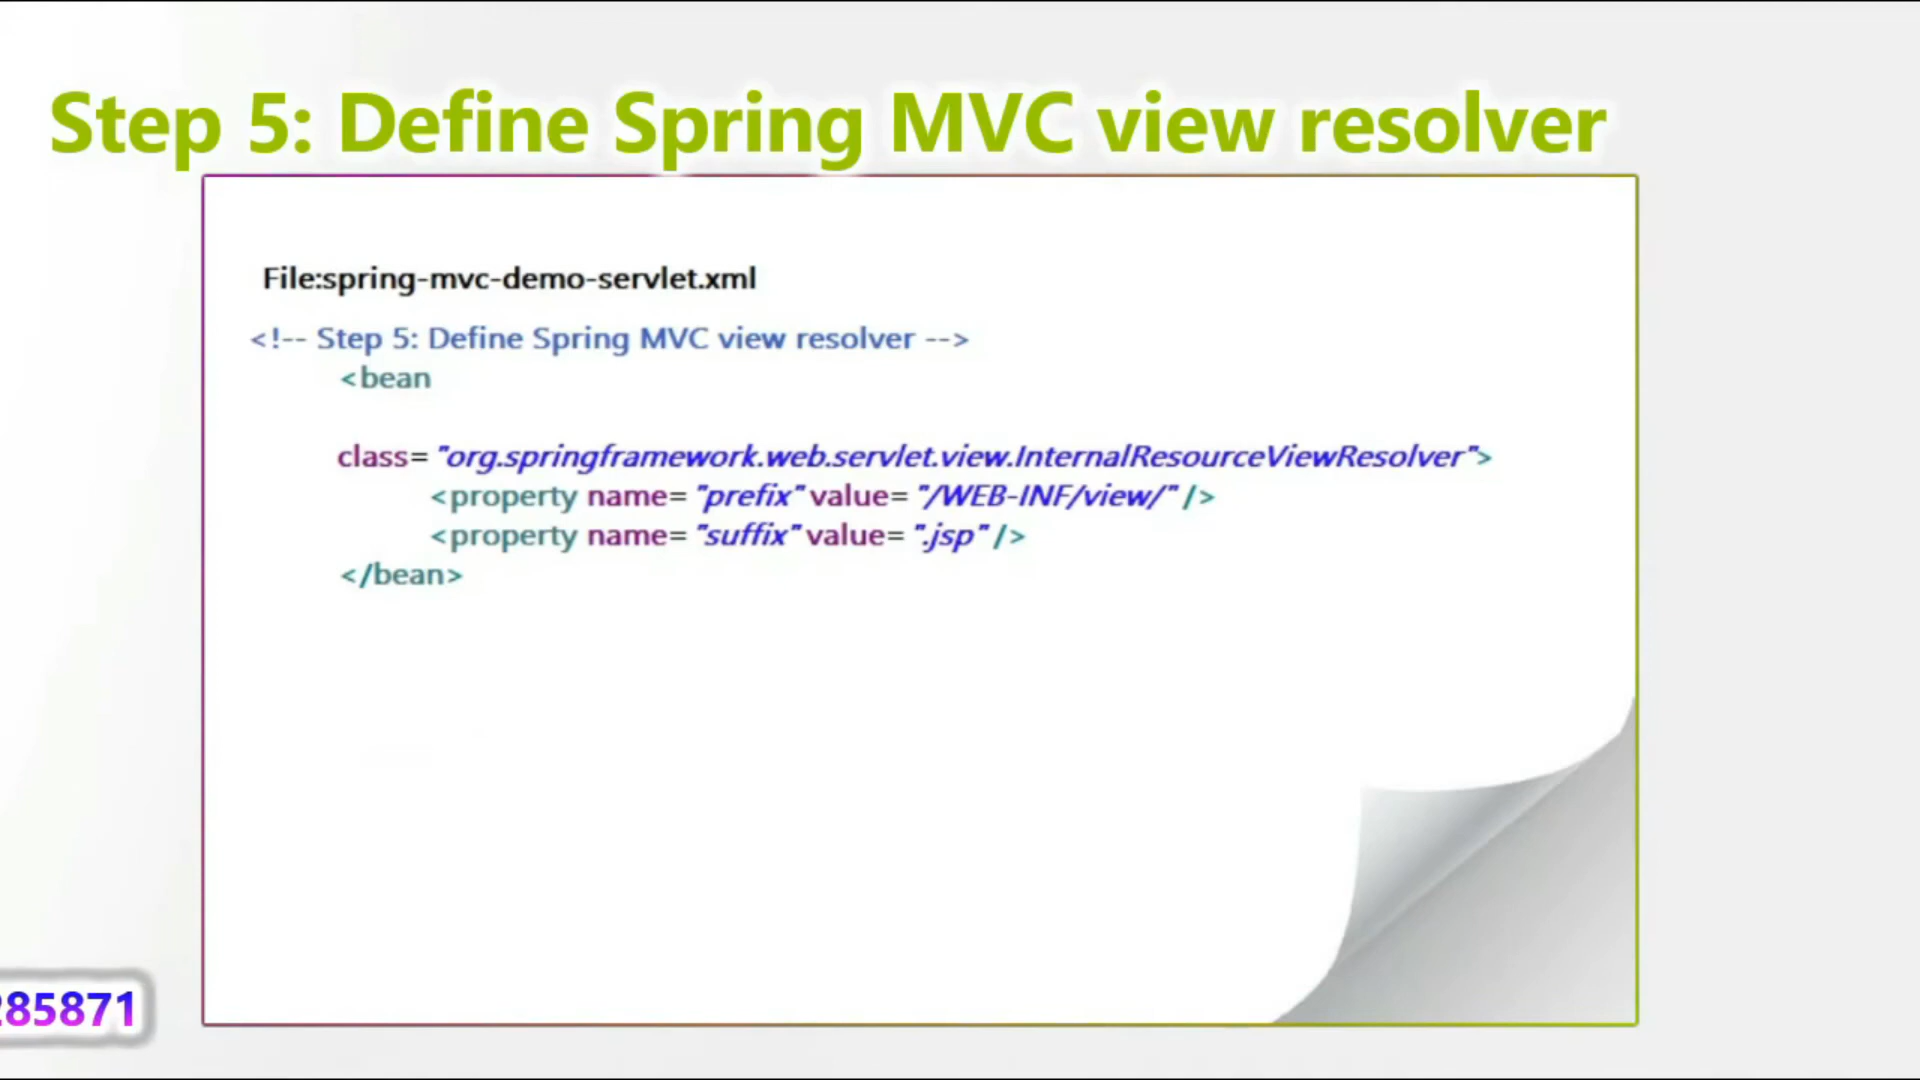 Step 5: Define Spring MVC view resolver
File:spring-mvc-demo-servlet.xml
<!-- Step 5: Define Spring MVC view resolver -->
<bean
class= "org.springframework.web.servlet.view.InternalResourceViewResolver">
<property name= "prefix" value= "/WEB-INF/view/" />
<property name= "suffix" value= ".jsp" />
</bean>
285871